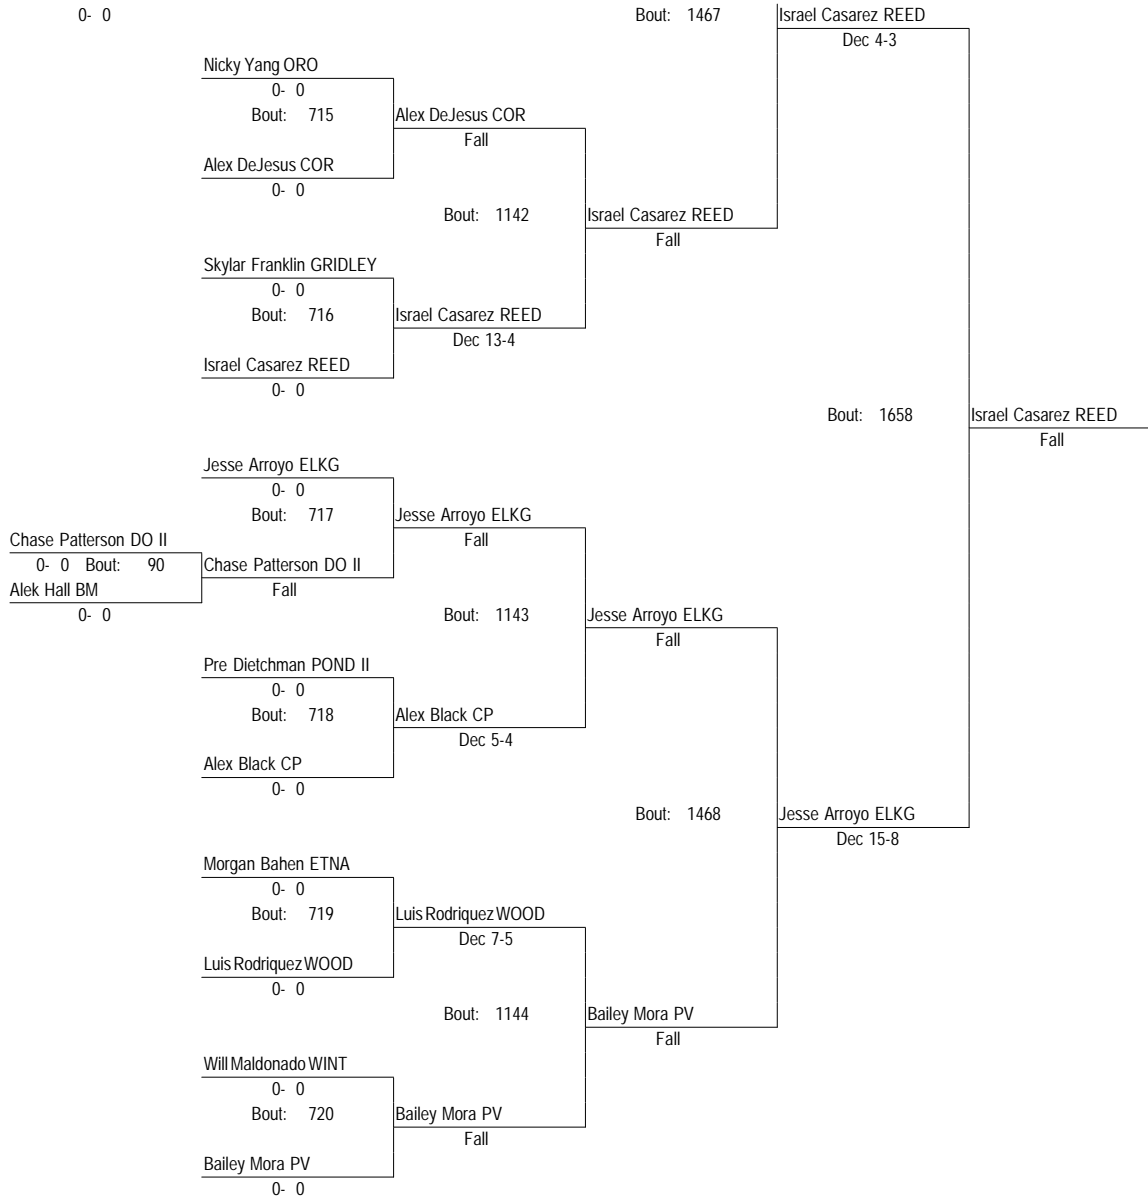 0- 0 Bout: 1467 Israel Casarez REED
Dec 4-3
Nicky Yang ORO
0- 0
Bout: 715 Alex DeJesus COR
Fall
Alex DeJesus COR
0- 0
Bout: 1142 Israel Casarez REED
Fall
Skylar Franklin GRIDLEY
0- 0
Bout: 716 Israel Casarez REED
Dec 13-4
Israel Casarez REED
0- 0
Bout: 1658 Israel Casarez REED
Fall
Jesse Arroyo ELKG
0- 0
Bout: 717 Jesse Arroyo ELKG
Fall
Chase Patterson DO II
0- 0 Bout: 90 Chase Patterson DO II
Alek Hall BM Fall
0- 0
Bout: 1143 Jesse Arroyo ELKG
Fall
Pre Dietchman POND II
0- 0
Bout: 718 Alex Black CP
Dec 5-4
Alex Black CP
0- 0
Bout: 1468 Jesse Arroyo ELKG
Dec 15-8
Morgan Bahen ETNA
0- 0
Bout: 719 Luis Rodriquez WOOD
Dec 7-5
Luis Rodriquez WOOD
0- 0
Bout: 1144 Bailey Mora PV
Fall
Will Maldonado WINT
0- 0
Bout: 720 Bailey Mora PV
Fall
Bailey Mora PV
0- 0